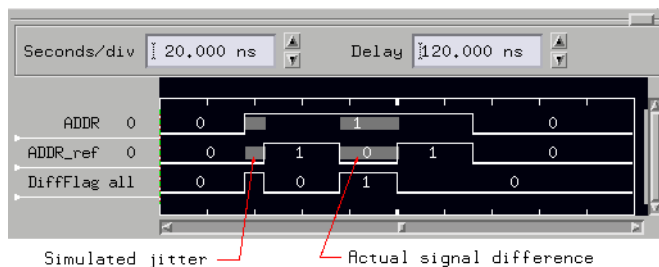 Seconds/div 20.000 ns Delay 120.000 ns
ADDR 0 0 1 0
ADDR_ref 0 0 1 0 1 0
DiffFlag all 0 0 1 0
Simulated jitter Actual signal difference